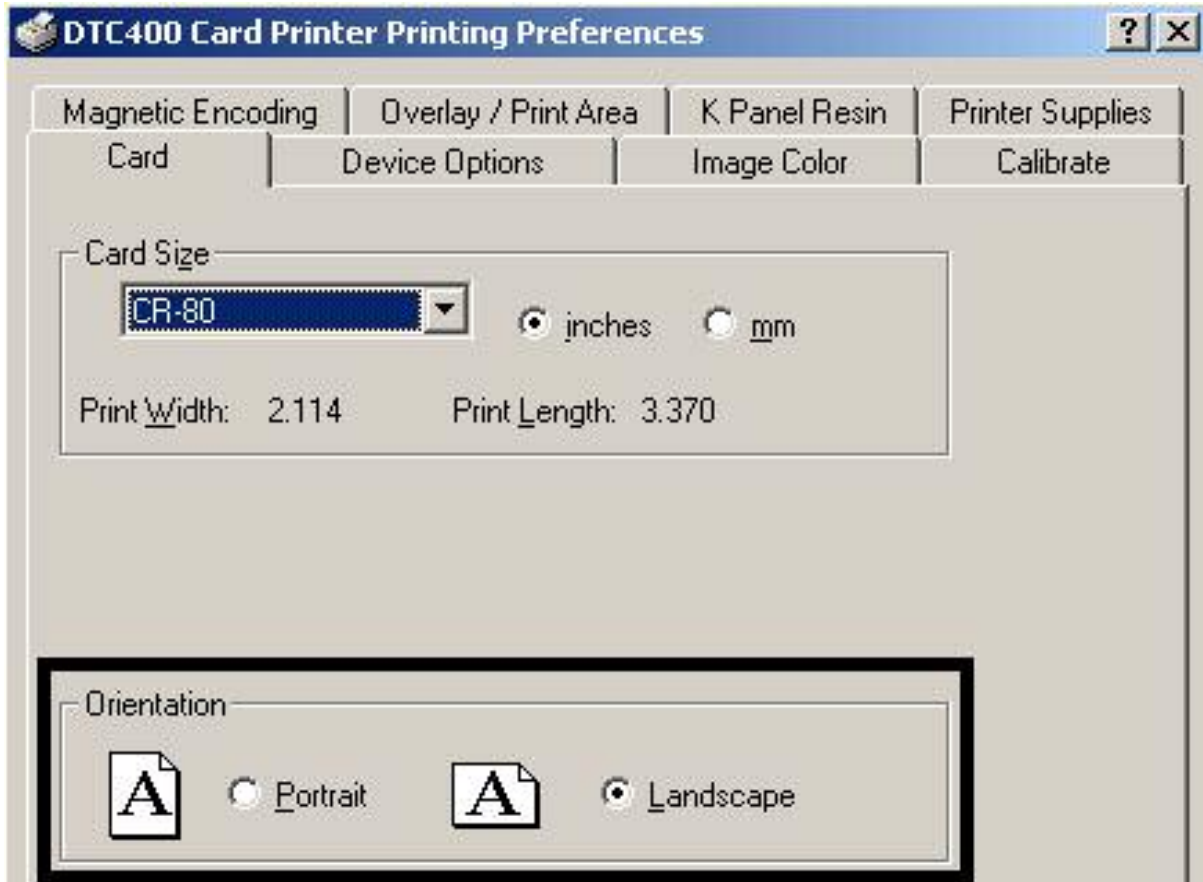 DTC400 Card Printer Printing Preferences
Magnetic Encoding Overlay / Print Area K Panel Resin Printer Supplies
Card Device Options Image Color Calibrate
Card Size
CR-80 inches mm
Print Width: 2.114 Print Length: 3.370
Orientation
A Portrait A Landscape